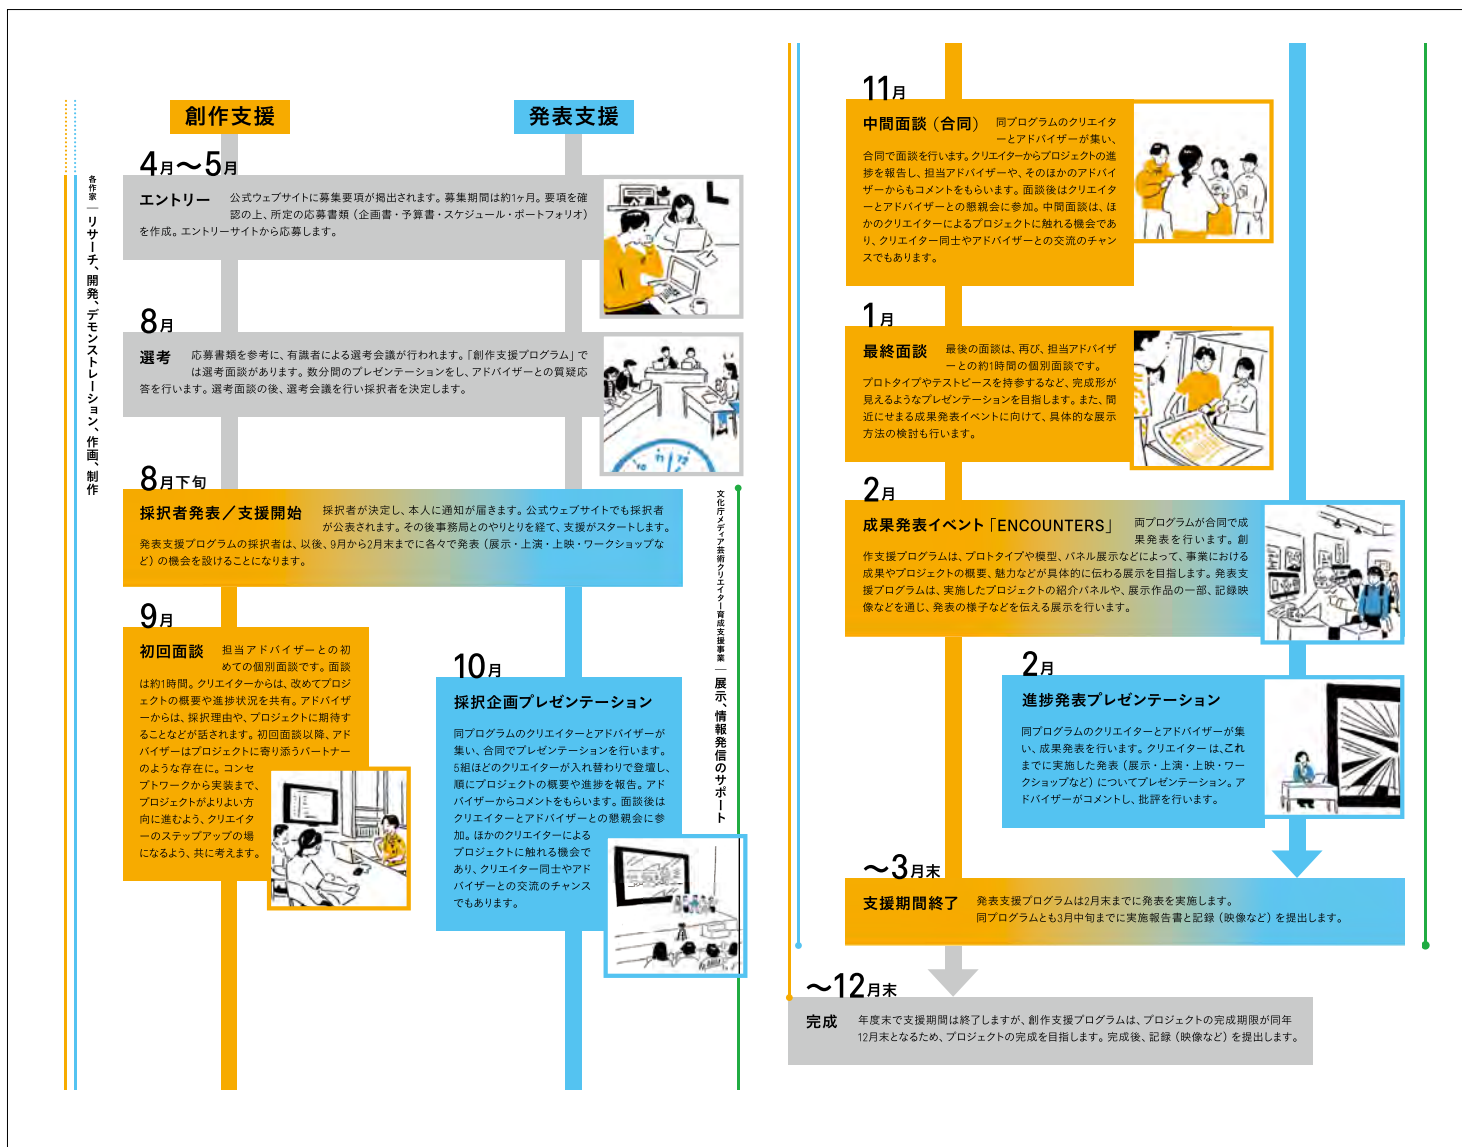 創作支援
発表支援
各作家
リサーチ、開発、デモンストレーション、作画、制作
4月〜5月
エントリー
公式ウェブサイトに募集要項が掲出されます。募集期間は約1ヶ月。要項を確
認の上、所定の応募書類（企画書・予算書・スケジュール・ポートフォリオ）
を作成。エントリーサイトから応募します。
8月
選考
応募書類を参考に、有識者による選考会議が行われます。「創作支援プログラム」で
は選考面談があります。数分間のプレゼンテーションをし、アドバイザーとの質疑応
答を行います。選考面談の後、選考会議を行い採択者を決定します。
8月下旬
採択者発表／支援開始
採択者が決定し、本人に通知が届きます。公式ウェブサイトでも採択者
が公表されます。その後事務局とのやりとりを経て、支援がスタートします。
発表支援プログラムの採択者は、以後、9月から2月末までに各々で発表（展示・上演・上映・ワークショップな
ど）の機会を設けることになります。
9月
初回面談
担当アドバイザーとの初
めての個別面談です。面談
は約1時間。クリエイターからは、改めてプロジ
ェクトの概要や進捗状況を共有。アドバイザ
ーからは、採択理由や、プロジェクトに期待す
ることなどが話されます。初回面談以降、アド
バイザーはプロジェクトに寄り添うパートナー
のような存在に。コンセ
プトワークから実装まで、
プロジェクトがよりよい方
向に進むよう、クリエイタ
ーのステップアップの場
になるよう、共に考えます。
10月
採択企画プレゼンテーション
同プログラムのクリエイターとアドバイザーが
集い、合同でプレゼンテーションを行います。
5組ほどのクリエイターが入れ替わりで登壇し、
順にプロジェクトの概要や進捗を報告。アド
バイザーからコメントをもらいます。面談後は
クリエイターとアドバイザーとの懇親会に参
加。ほかのクリエイターによる
プロジェクトに触れる機会で
あり、クリエイター同士やアド
バイザーとの交流のチャンス
でもあります。
文化庁メディア芸術クリエイター育成支援事業
展示、情報発信のサポート
11月
中間面談（合同）
同プログラムのクリエイタ
ーとアドバイザーが集い、
合同で面談を行います。クリエイターからプロジェクトの進
捗を報告し、担当アドバイザーや、そのほかのアドバイ
ザーからもコメントをもらいます。面談後はクリエイタ
ーとアドバイザーとの懇親会に参加。中間面談は、ほ
かのクリエイターによるプロジェクトに触れる機会であ
り、クリエイター同士やアドバイザーとの交流のチャン
スでもあります。
1月
最終面談
最後の面談は、再び、担当アドバイザ
ーとの約1時間の個別面談です。
プロトタイプやテストピースを持参するなど、完成形が
見えるようなプレゼンテーションを目指します。また、間
近にせまる成果発表イベントに向けて、具体的な展示
方法の検討も行います。
2月
成果発表イベント「ENCOUNTERS」
両プログラムが合同で成
果発表を行います。創
作支援プログラムは、プロトタイプや模型、パネル展示などによって、事業における
成果やプロジェクトの概要、魅力などが具体的に伝わる展示を目指します。発表支
援プログラムは、実施したプロジェクトの紹介パネルや、展示作品の一部、記録映
像などを通じ、発表の様子などを伝える展示を行います。
2月
進捗発表プレゼンテーション
同プログラムのクリエイターとアドバイザーが集
い、成果発表を行います。クリエイターは、これ
までに実施した発表（展示・上演・上映・ワー
クショップなど）についてプレゼンテーション。ア
ドバイザーがコメントし、批評を行います。
〜3月末
支援期間終了
発表支援プログラムは2月末までに発表を実施します。
同プログラムとも3月中旬までに実施報告書と記録（映像など）を提出します。
〜12月末
完成
年度末で支援期間は終了しますが、創作支援プログラムは、プロジェクトの完成期限が同年
12月末となるため、プロジェクトの完成を目指します。完成後、記録（映像など）を提出します。